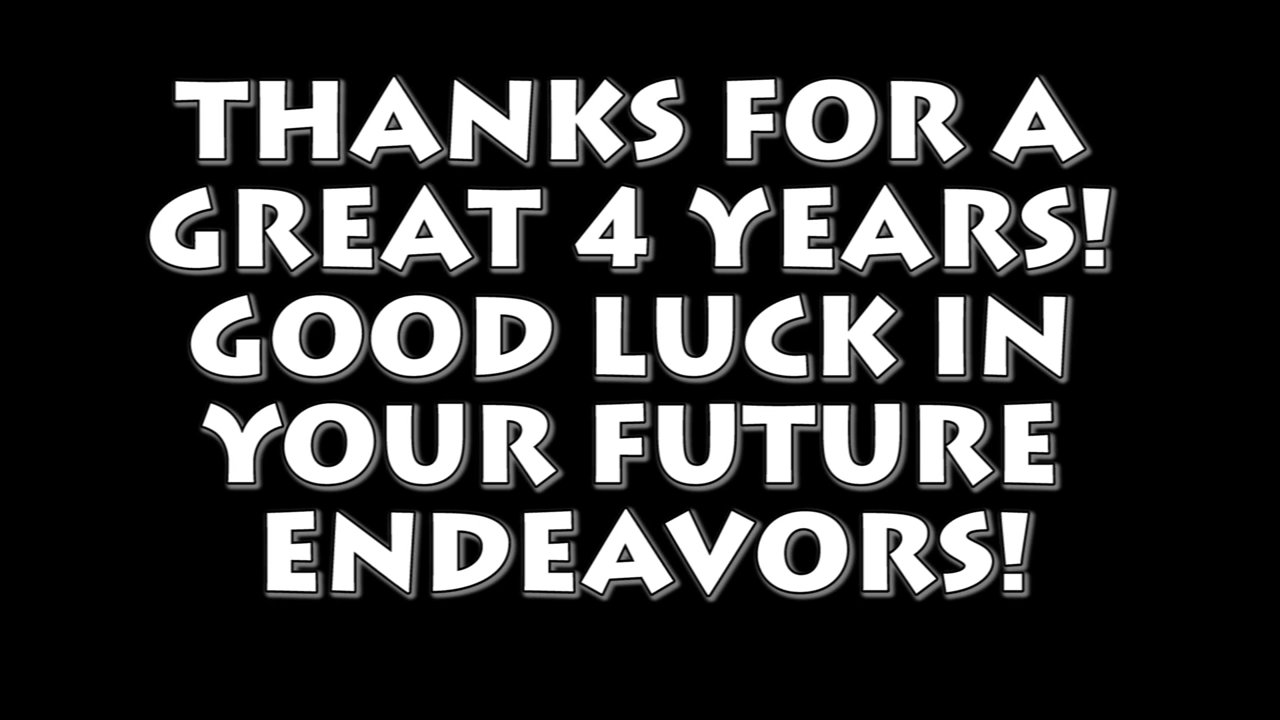 THANKS FOR A
GREAT 4 YEARS!
GOOD LUCK IN
YOUR FUTURE
ENDEAVORS!